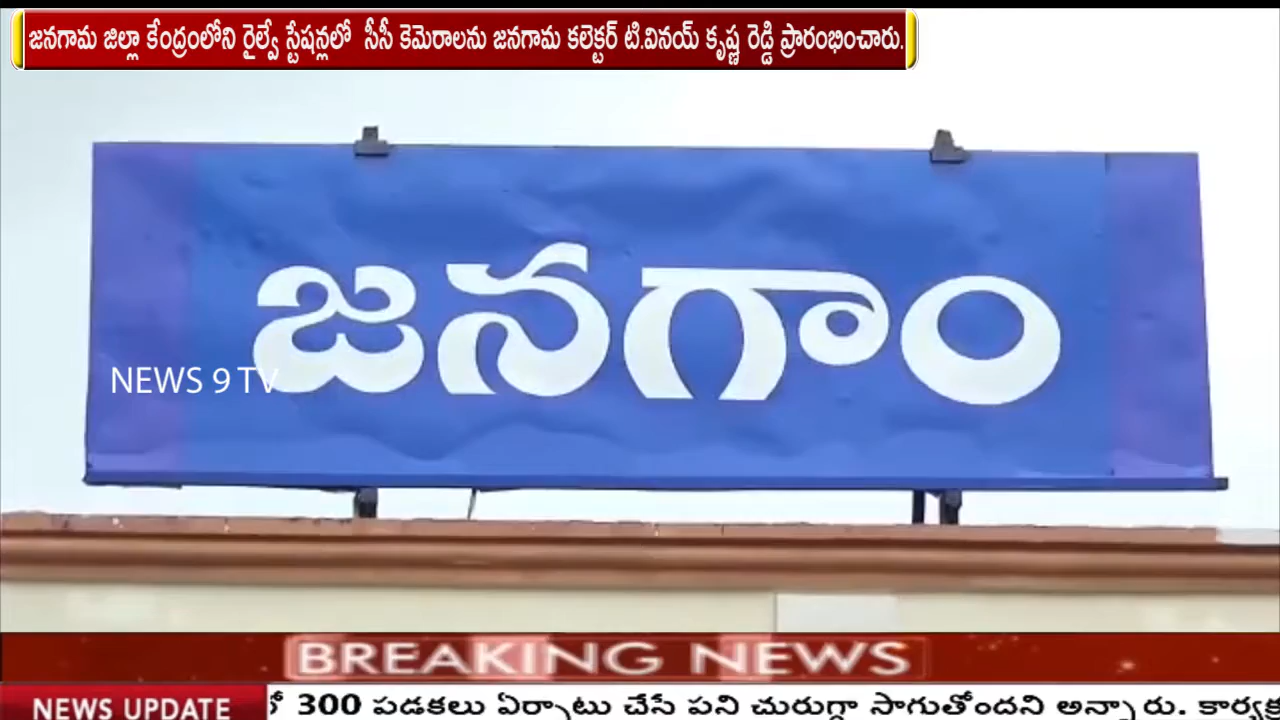 జనగామ జిల్లా కేంద్రంలోని రైల్వే స్టేషన్లలో సీసీ కెమెరాలను జనగామ కలెక్టర్ టి.వినయ్ కృష్ణ రెడ్డి ప్రారంభించారు.
జనగాం
NEWS 9 TV
BREAKING NEWS
NEWS UPDATE 300 పడకలు ఏర్పాటు చేసే పని చురుగ్గా సాగుతోందని అన్నారు.